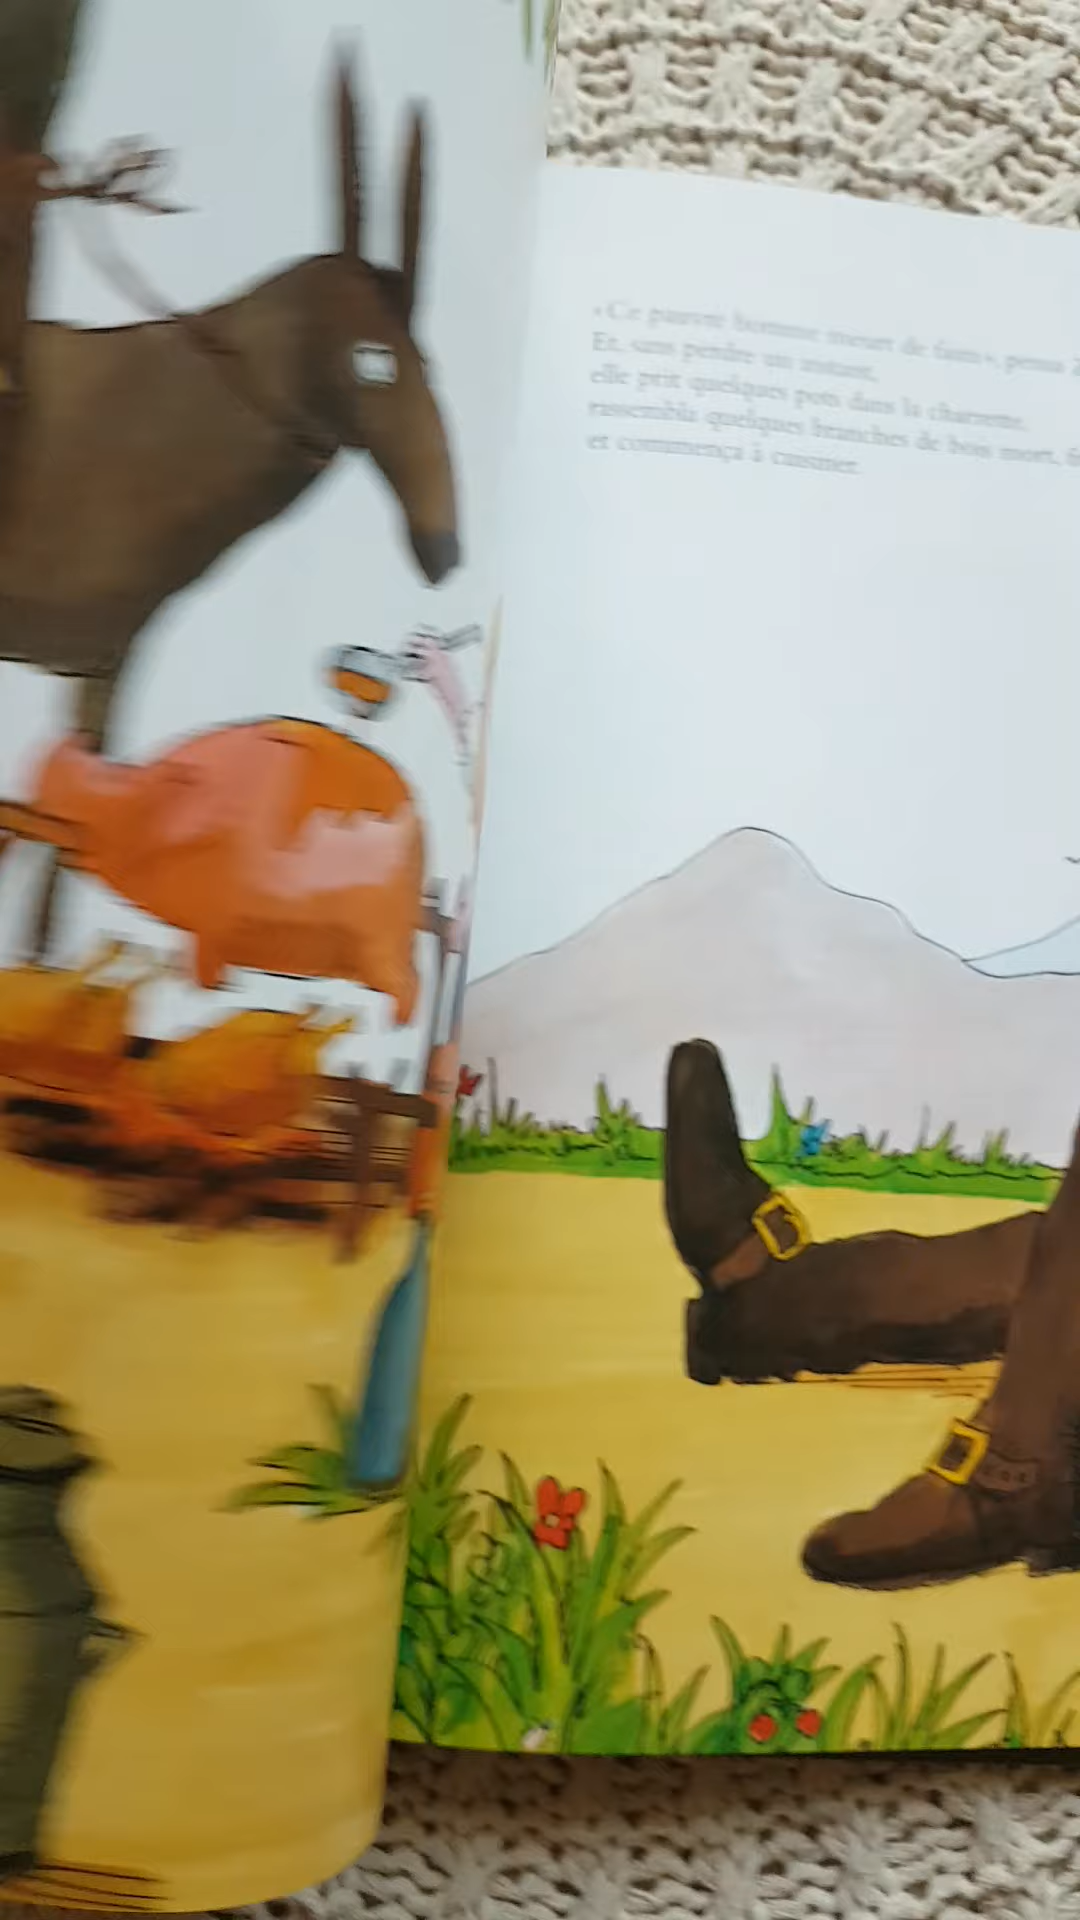 « Ce pauvre homme meurt de faim », pensa
Et, sans perdre un instant,
elle prit quelques pots dans la charrette,
rassembla quelques branches de bois mort,
et commença à cuisiner.